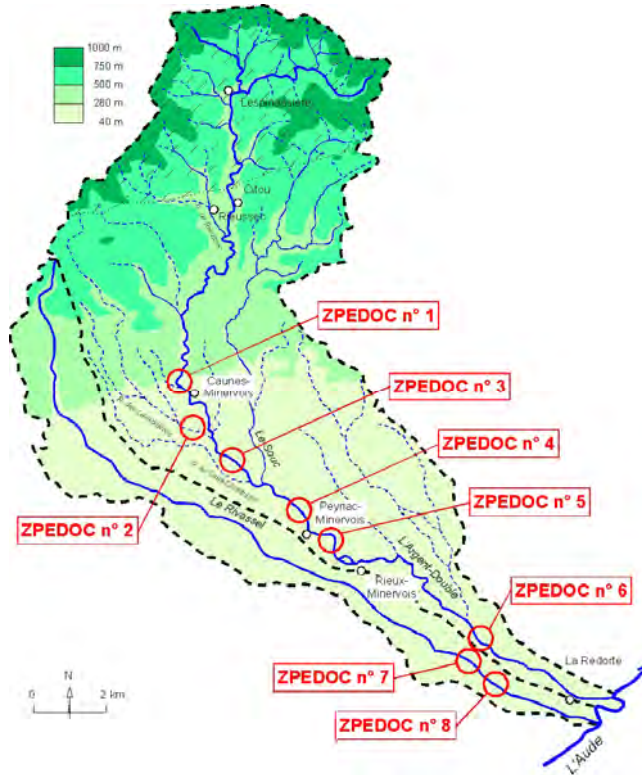 1000 m
750 m
500 m
280 m
40 m
Lespinassière
Citou
Rieussec
ZPEDOC n° 1
Caunes-
Minervois
ZPEDOC n° 3
Le Souc
ZPEDOC n° 4
Peyriac-
Minervois
ZPEDOC n° 5
ZPEDOC n° 2
Le Rivassel
L'Argent-Double
Rieux-
Minervois
ZPEDOC n° 6
La Redorte
ZPEDOC n° 7
ZPEDOC n° 8
N
0 2 km
L'Aude